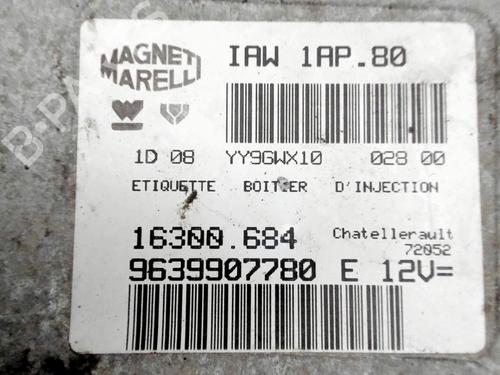 MAGNETI MARELLI
IAW 1AP.80
1D 08 YY9GWX10 028 00
ETIQUETTE BOITIER D'INJECTION
16300.684
Chatellerault
72052
9639907780 E 12V=